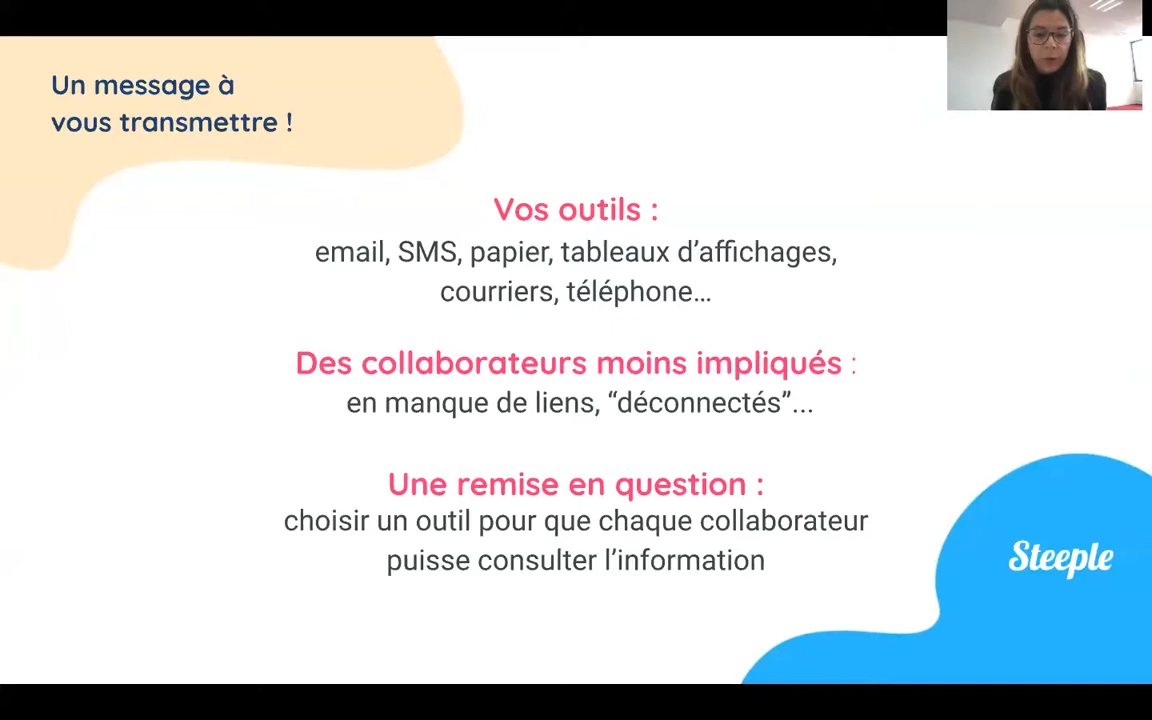 Un message à
vous transmettre !
Vos outils :
email, SMS, papier, tableaux d’affichages,
courriers, téléphone…
Des collaborateurs moins impliqués :
en manque de liens, “déconnectés”...
Une remise en question :
choisir un outil pour que chaque collaborateur
puisse consulter l’information
Steeple